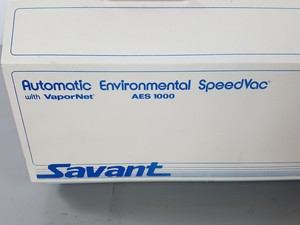 Automatic Environmental SpeedVac®
with VaporNet® AES 1000
Savant